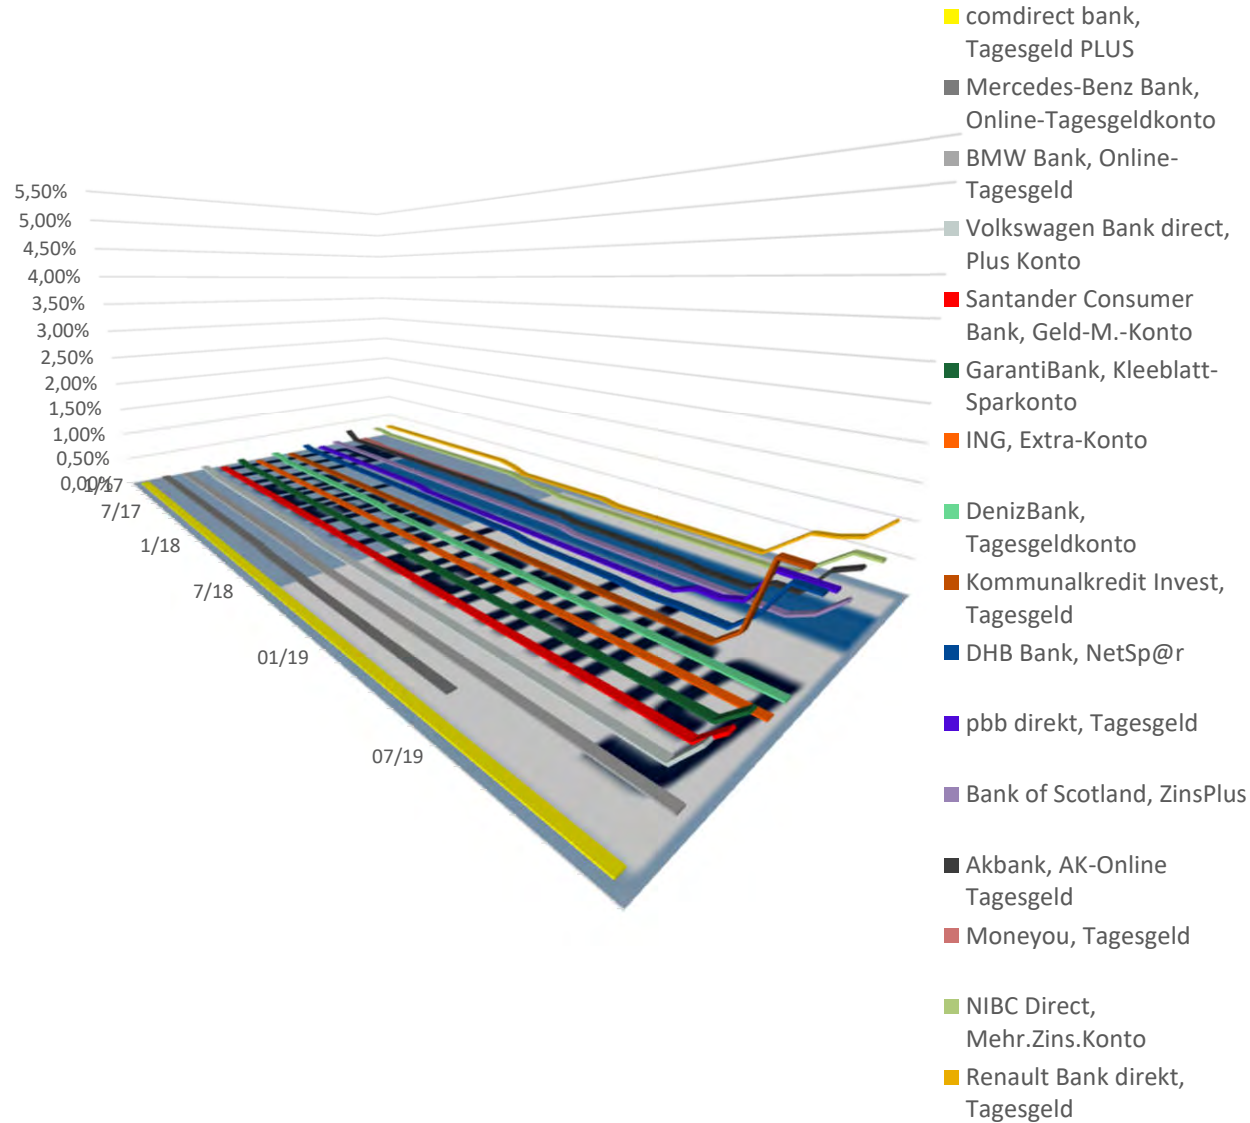 5,50%
5,00%
4,50%
4,00%
3,50%
3,00%
2,50%
2,00%
1,50%
1,00%
0,50%
0,00%
1/17
7/17
1/18
7/18
01/19
07/19
comdirect bank,
Tagesgeld PLUS
Mercedes-Benz Bank,
Online-Tagesgeldkonto
BMW Bank, Online-
Tagesgeld
Volkswagen Bank direct,
Plus Konto
Santander Consumer
Bank, Geld-M.-Konto
GarantiBank, Kleeblatt-
Sparkonto
ING, Extra-Konto
DenizBank,
Tagesgeldkonto
Kommunalkredit Invest,
Tagesgeld
DHB Bank, NetSp@r
pbb direkt, Tagesgeld
Bank of Scotland, ZinsPlus
Akbank, AK-Online
Tagesgeld
Moneyou, Tagesgeld
NIBC Direct,
Mehr.Zins.Konto
Renault Bank direkt,
Tagesgeld